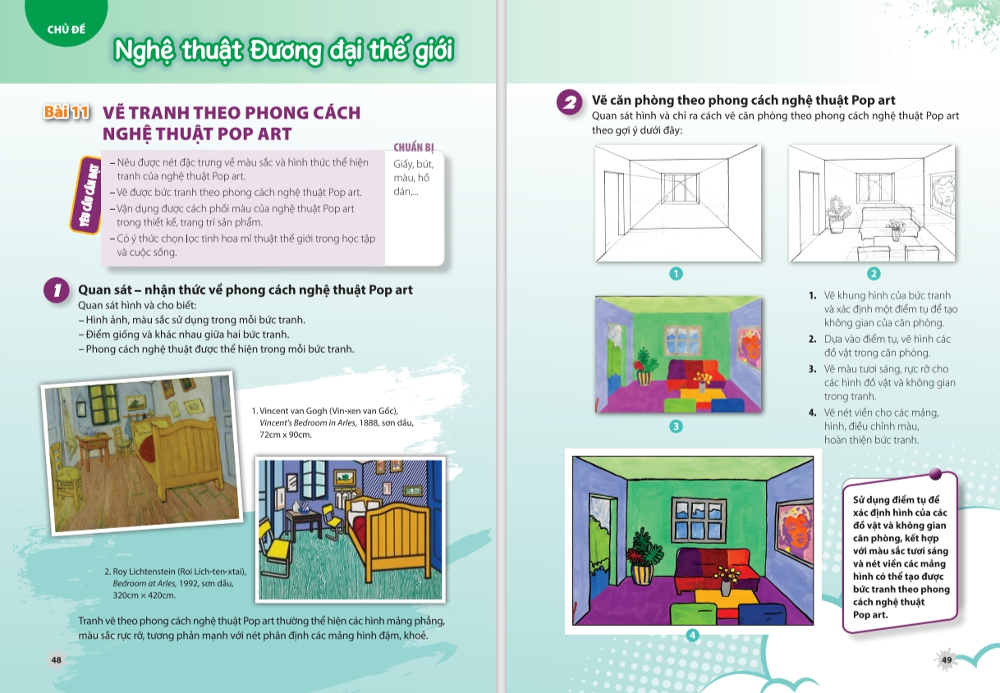 CHỦ ĐỀ
Nghệ thuật Đương đại thế giới
Bài 11
VẼ TRANH THEO PHONG CÁCH
NGHỆ THUẬT POP ART
YÊU CẦU CẦN ĐẠT
– Nêu được nét đặc trưng về màu sắc và hình thức thể hiện
tranh của nghệ thuật Pop art.
– Vẽ được bức tranh theo phong cách nghệ thuật Pop art.
– Vận dụng được cách phối màu của nghệ thuật Pop art
trong thiết kế, trang trí sản phẩm.
– Có ý thức chọn lọc tinh hoa mĩ thuật thế giới trong học tập
và cuộc sống.
CHUẨN BỊ
Giấy, bút,
màu, hồ
dán,...
1
Quan sát – nhận thức về phong cách nghệ thuật Pop art
Quan sát hình và cho biết:
– Hình ảnh, màu sắc sử dụng trong mỗi bức tranh.
– Điểm giống và khác nhau giữa hai bức tranh.
– Phong cách nghệ thuật được thể hiện trong mỗi bức tranh.
1. Vincent van Gogh (Vin-xen van Gốc),
Vincent's Bedroom in Arles, 1888, sơn dầu,
72cm x 90cm.
2. Roy Lichtenstein (Roi Lích-ten-xtai),
Bedroom at Arles, 1992, sơn dầu,
320cm × 420cm.
Tranh vẽ theo phong cách nghệ thuật Pop art thường thể hiện các hình mảng phẳng,
màu sắc rực rỡ, tương phản mạnh với nét phân định các mảng hình đậm, khoẻ.
48
2
Vẽ căn phòng theo phong cách nghệ thuật Pop art
Quan sát hình và chỉ ra cách vẽ căn phòng theo phong cách nghệ thuật Pop art
theo gợi ý dưới đây:
1
2
3
1. Vẽ khung hình của bức tranh
và xác định một điểm tụ để tạo
không gian của căn phòng.
2. Dựa vào điểm tụ, vẽ hình các
đồ vật trong căn phòng.
3. Vẽ màu tươi sáng, rực rỡ cho
các hình đồ vật và không gian
trong tranh.
4. Vẽ nét viền cho các mảng,
hình, điều chỉnh màu,
hoàn thiện bức tranh.
4
Sử dụng điểm tụ để
xác định hình của các
đồ vật và không gian
căn phòng, kết hợp
với màu sắc tươi sáng
và nét viền các mảng
hình có thể tạo được
bức tranh theo phong
cách nghệ thuật
Pop art.
49